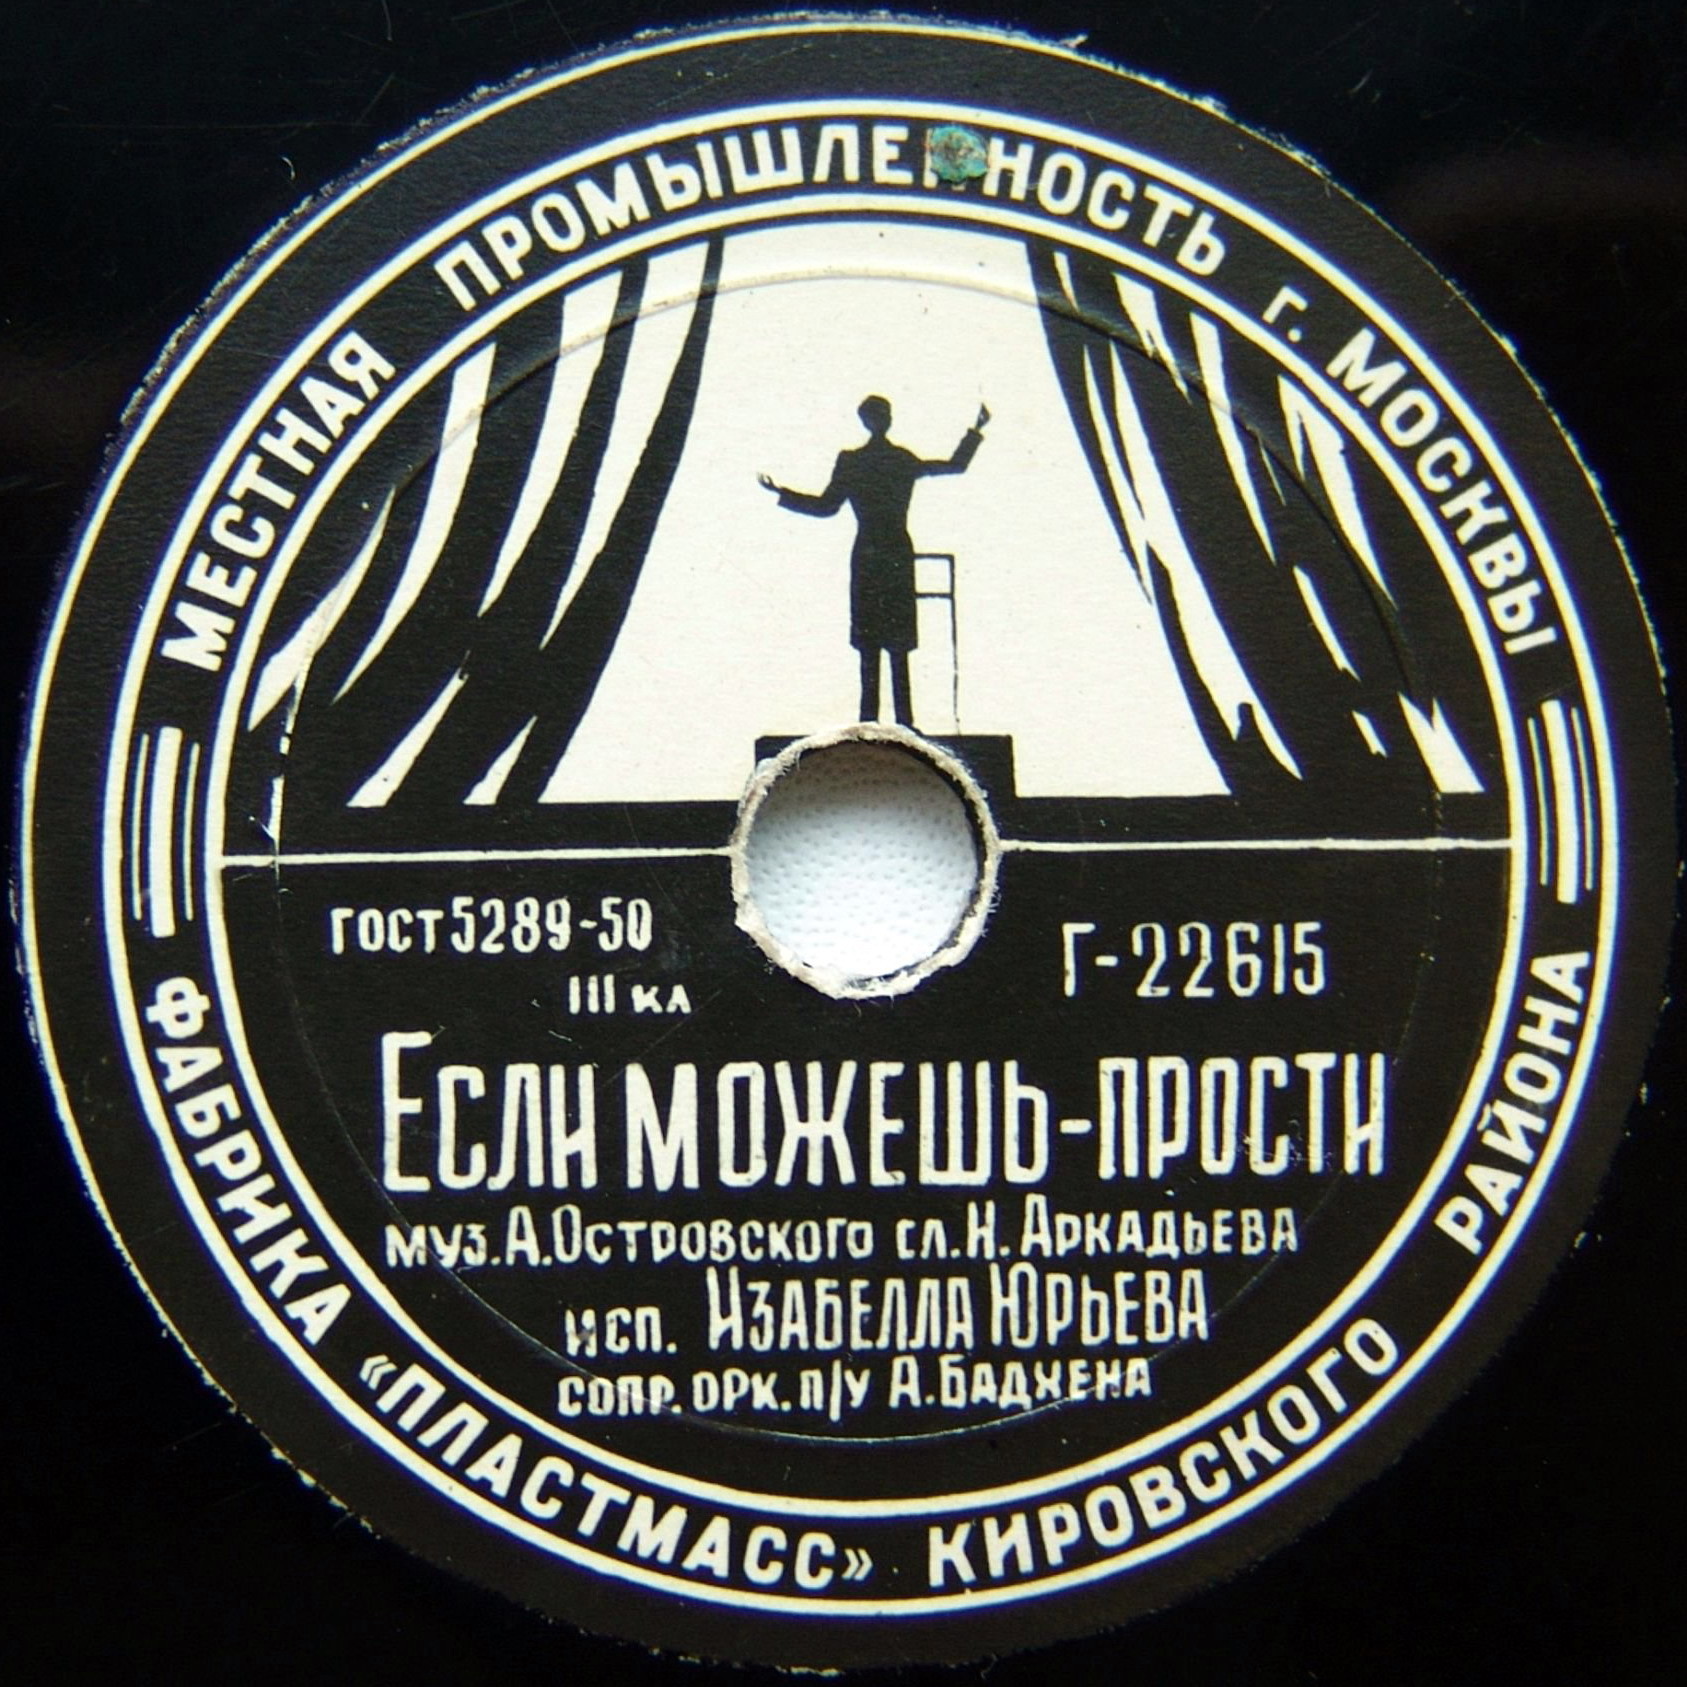 МЕСТНАЯ ПРОМЫШЛЕННОСТЬ г. МОСКВЫ
ГОСТ 5289-50
III кл
Г-22615
ЕСЛИ МОЖЕШЬ-ПРОСТИ
муз. А. Островского сл. Н. Аркадьева
исп. Изабелла Юрьева
сопр. орк. п/у А. Бадхена
ФАБРИКА «ПЛАСТМАСС» КИРОВСКОГО РАЙОНА